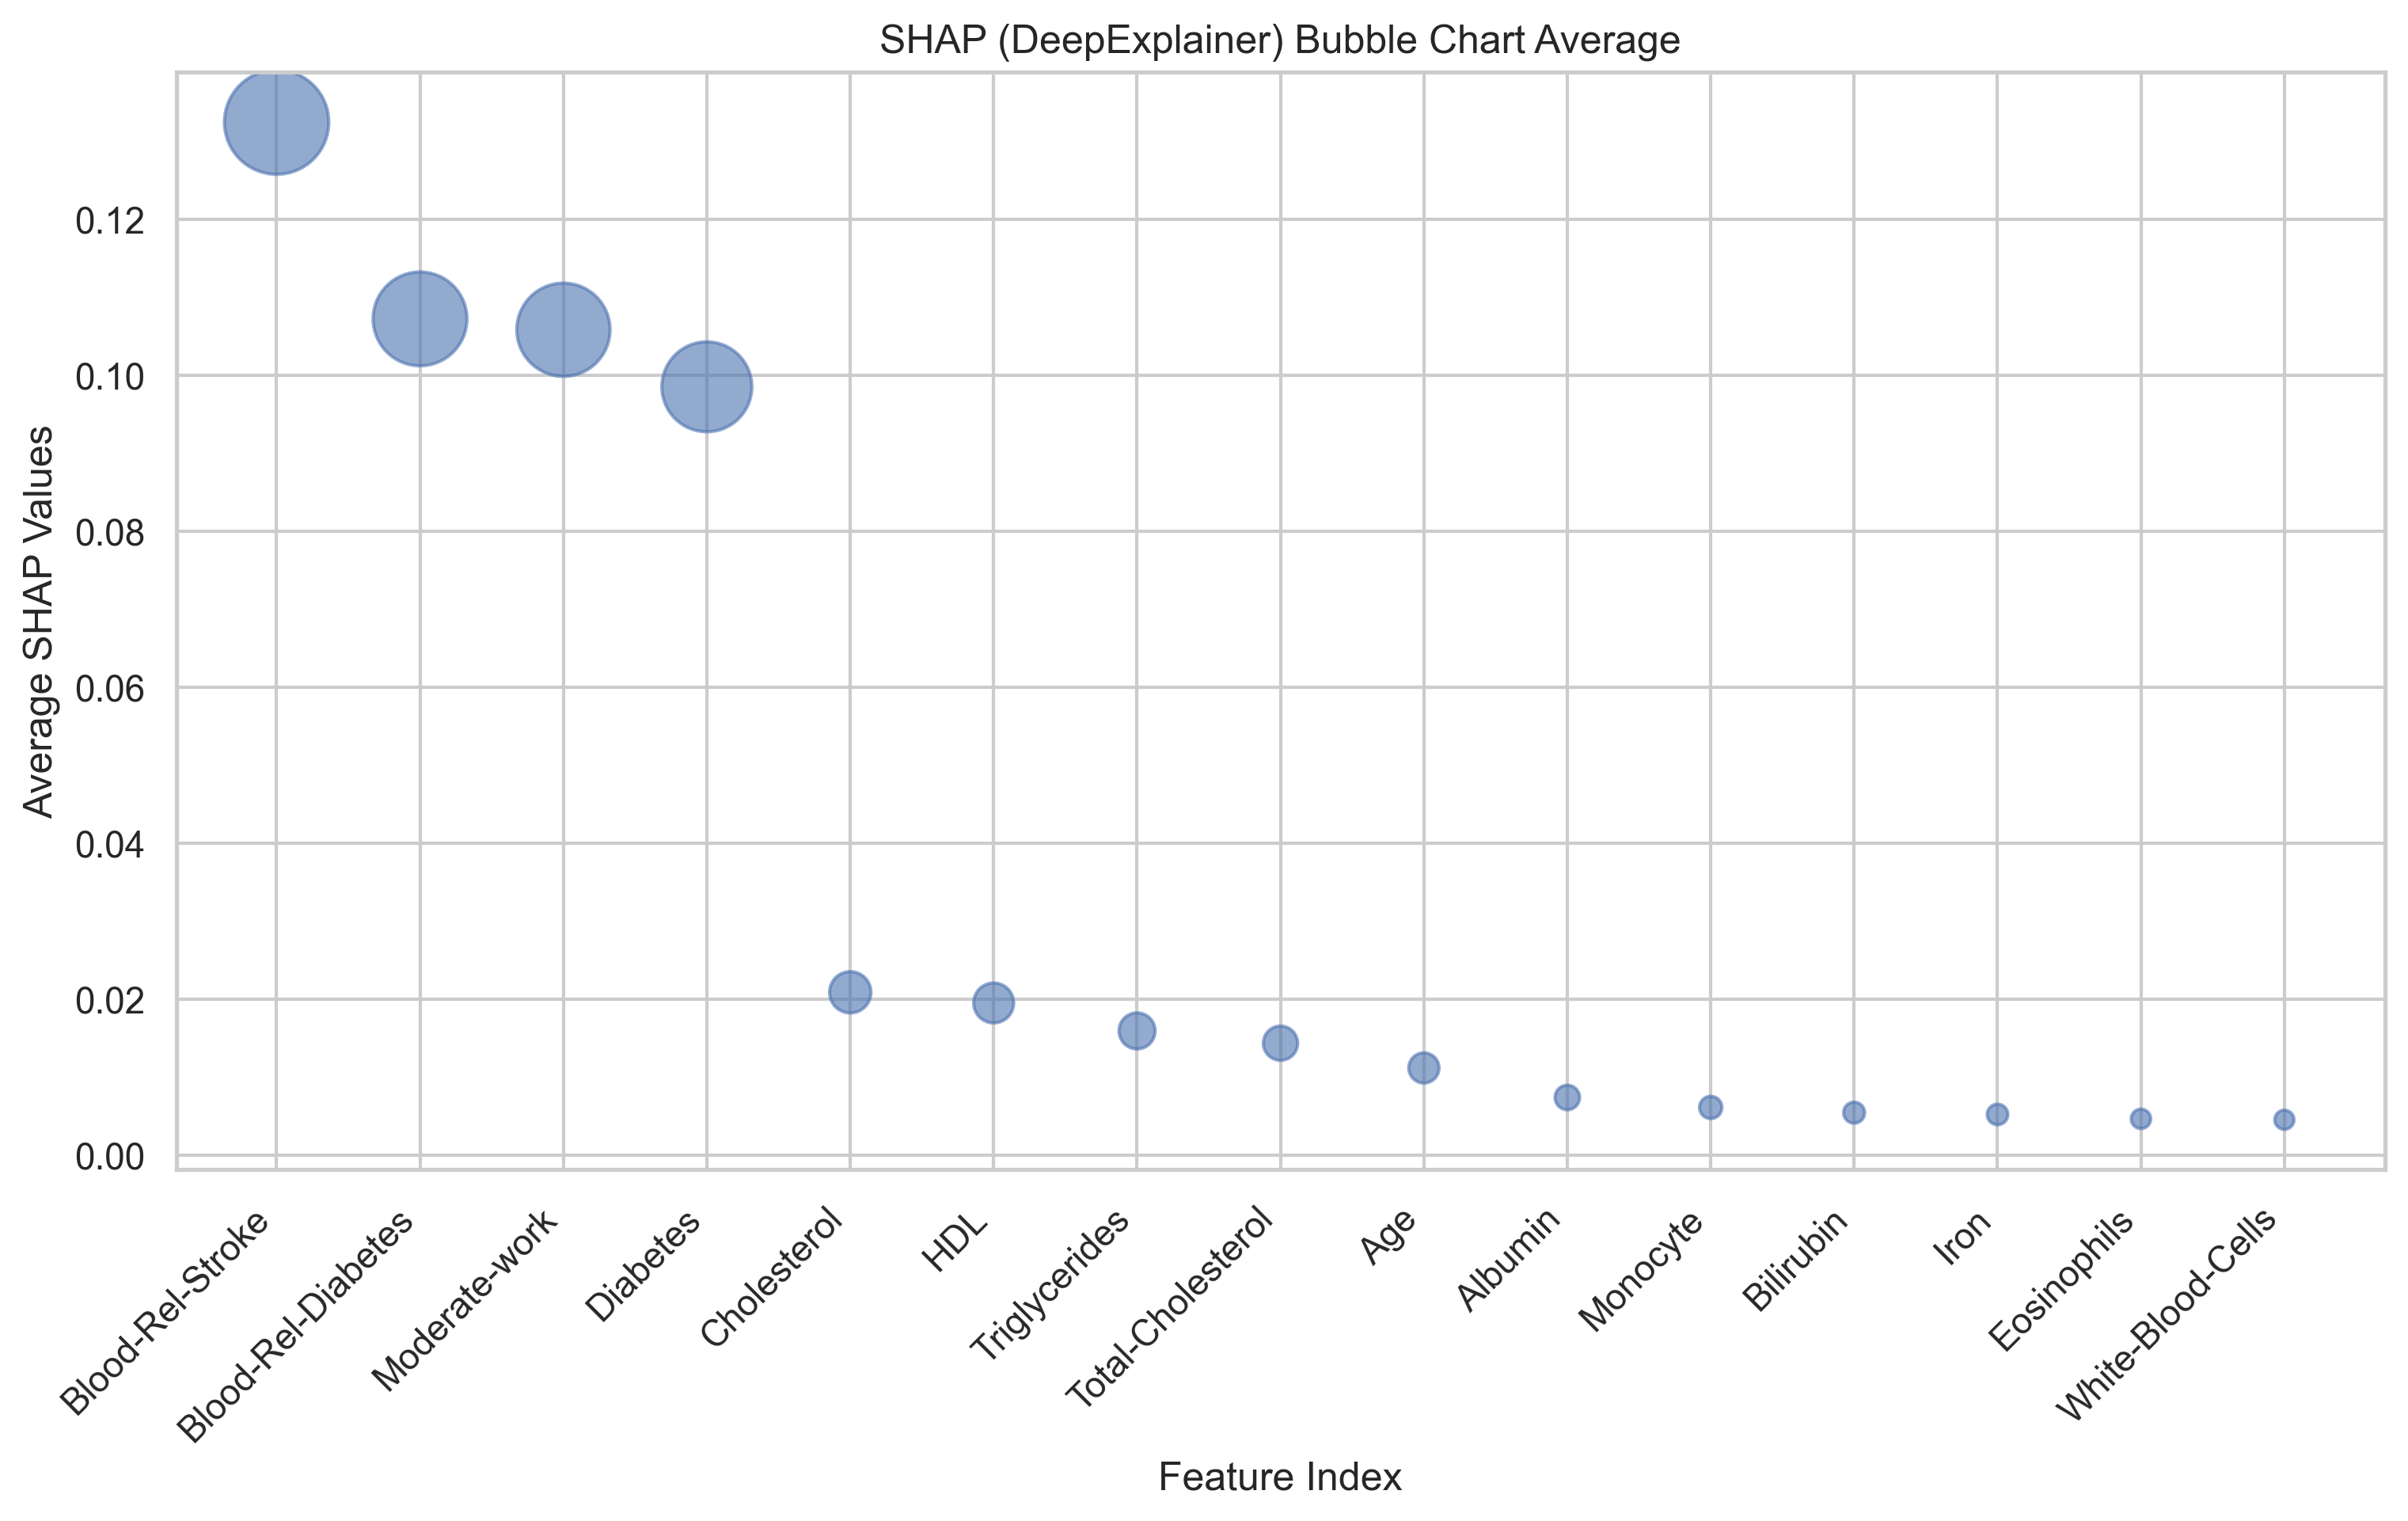 SHAP (DeepExplainer) Bubble Chart Average
Average SHAP Values
0.12
0.10
0.08
0.06
0.04
0.02
0.00
Blood-Rel-Stroke
Blood-Rel-Diabetes
Moderate-work
Diabetes
Cholesterol
HDL
Triglycerides
Total-Cholesterol
Age
Albumin
Monocyte
Bilirubin
Iron
Eosinophils
White-Blood-Cells
Feature Index